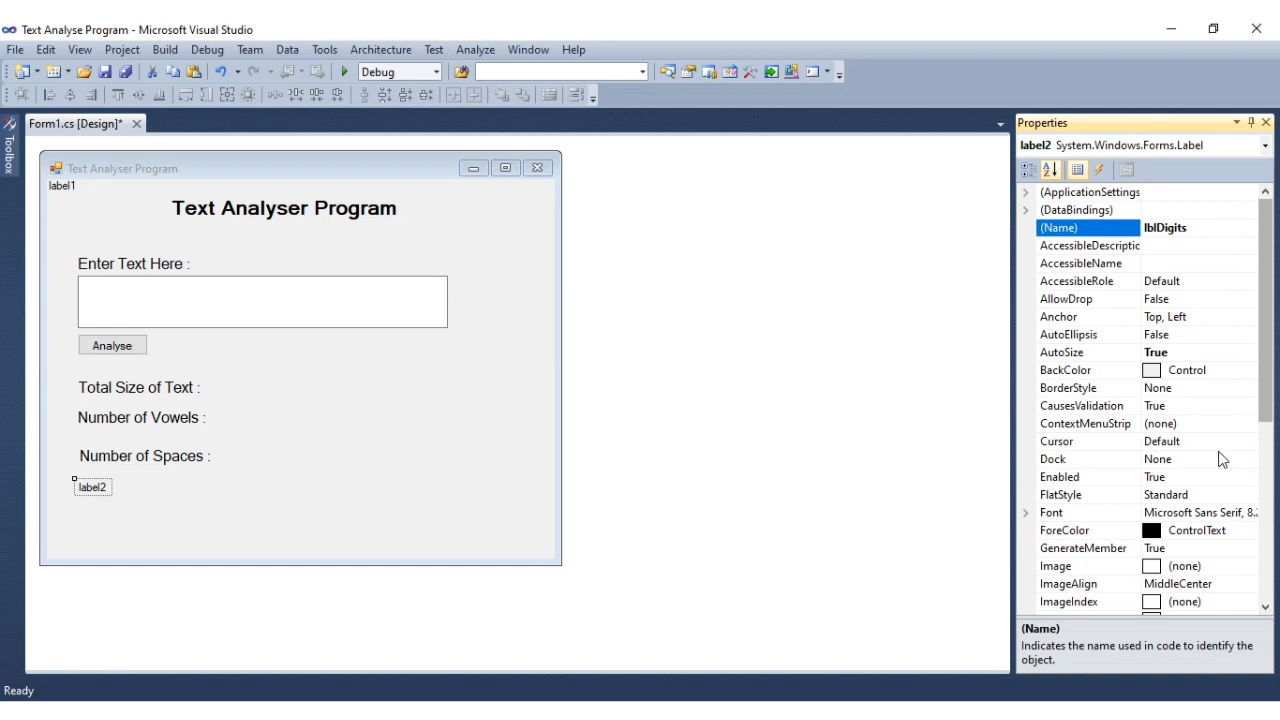 Text Analyse Program - Microsoft Visual Studio
File Edit View Project Build Debug Team Data Tools Architecture Test Analyze Window Help
Debug
Form1.cs [Design]*
Toolbox
Text Analyser Program
label1
Text Analyser Program
Enter Text Here :
Analyse
Total Size of Text :
Number of Vowels :
Number of Spaces :
label2
Properties
label2 System.Windows.Forms.Label
(ApplicationSettings
(DataBindings)
(Name) lblDigits
AccessibleDescriptic
AccessibleName
AccessibleRole Default
AllowDrop False
Anchor Top, Left
AutoEllipsis False
AutoSize True
BackColor Control
BorderStyle None
CausesValidation True
ContextMenuStrip (none)
Cursor Default
Dock None
Enabled True
FlatStyle Standard
Font Microsoft Sans Serif, 8.2
ForeColor ControlText
GenerateMember True
Image (none)
ImageAlign MiddleCenter
ImageIndex (none)
(Name)
Indicates the name used in code to identify the
object.
Ready